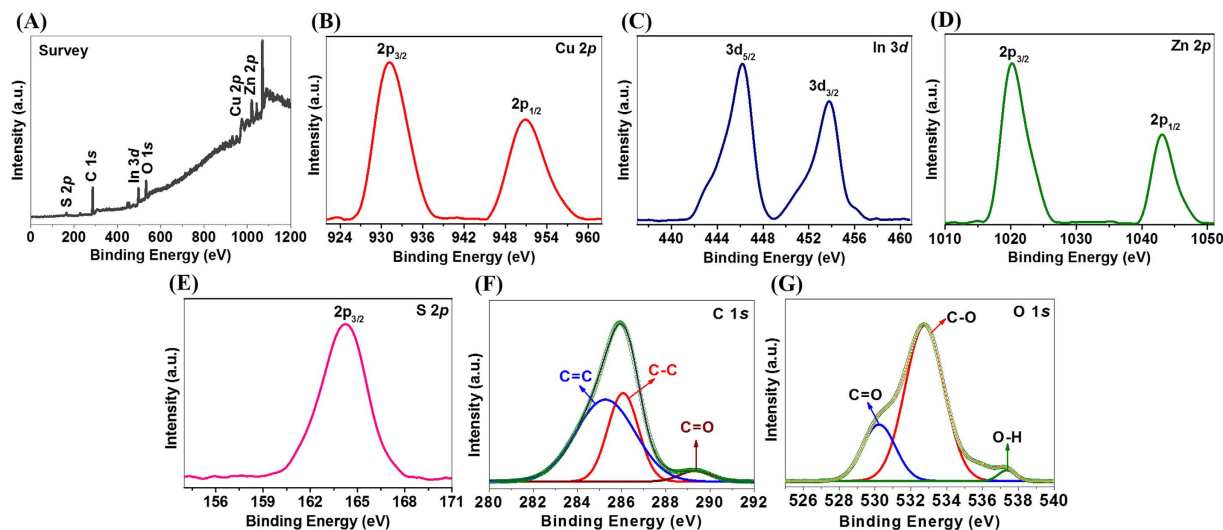 (A)
Survey
Intensity (a.u.)
S 2p
C 1s
In 3d
O 1s
Cu 2p
Zn 2p
0 200 400 600 800 1000 1200
Binding Energy (eV)
(B)
Cu 2p
Intensity (a.u.)
2p3/2
2p1/2
924 930 936 942 948 954 960
Binding Energy (eV)
(C)
In 3d
Intensity (a.u.)
3d5/2
3d3/2
440 444 448 452 456 460
Binding Energy (eV)
(D)
Zn 2p
Intensity (a.u.)
2p3/2
2p1/2
1010 1020 1030 1040 1050
Binding Energy (eV)
(E)
S 2p
Intensity (a.u.)
2p3/2
156 159 162 165 168 171
Binding Energy (eV)
(F)
C 1s
Intensity (a.u.)
C=C
C-C
C=O
280 282 284 286 288 290 292
Binding Energy (eV)
(G)
O 1s
Intensity (a.u.)
C-O
C=O
O-H
526 528 530 532 534 536 538 540
Binding Energy (eV)